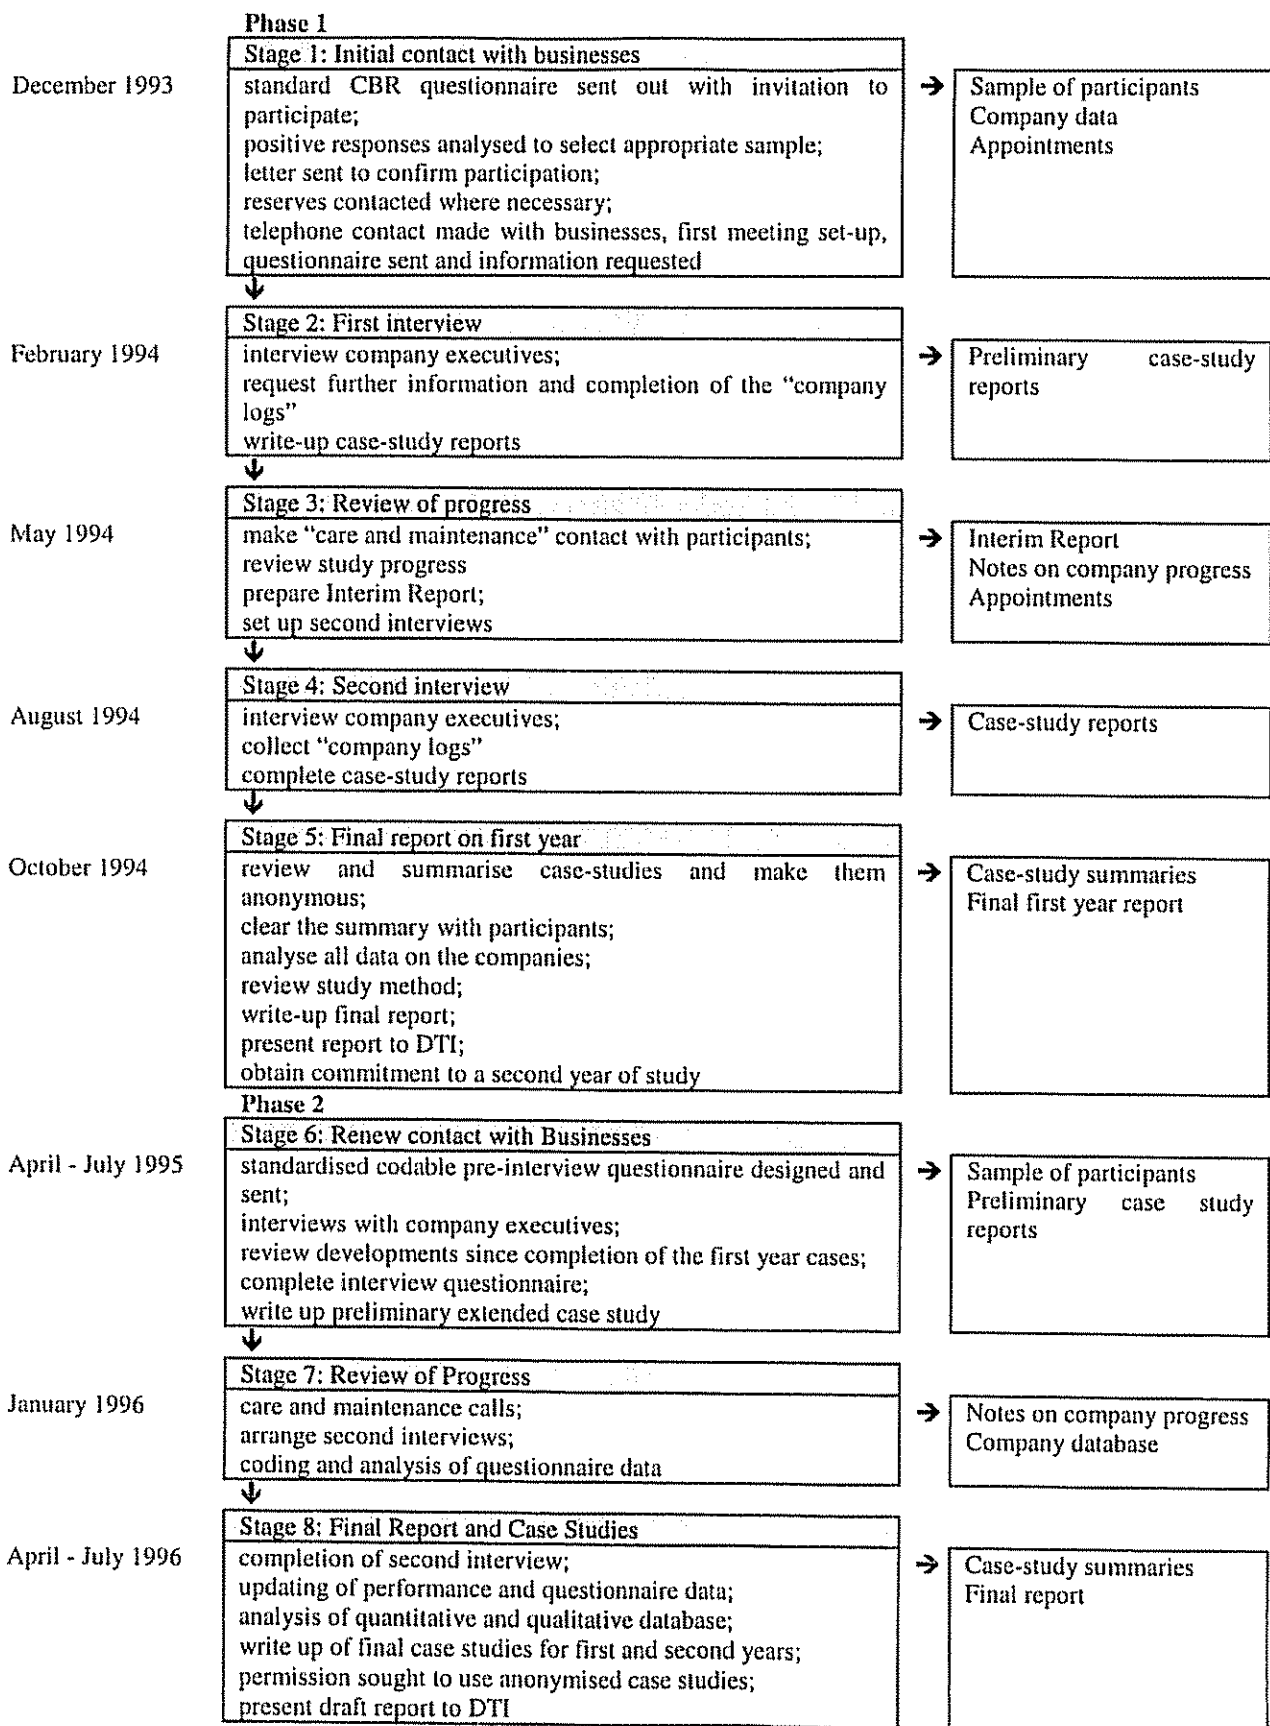 Phase 1
Stage 1: Initial contact with businesses
December 1993
standard CBR questionnaire sent out with invitation to
participate;
positive responses analysed to select appropriate sample;
letter sent to confirm participation;
reserves contacted where necessary;
telephone contact made with businesses, first meeting set-up,
questionnaire sent and information requested
→
Sample of participants
Company data
Appointments
↓
Stage 2: First interview
February 1994
interview company executives;
request further information and completion of the “company
logs”
write-up case-study reports
→
Preliminary case-study
reports
↓
Stage 3: Review of progress
May 1994
make “care and maintenance” contact with participants;
review study progress
prepare Interim Report;
set up second interviews
→
Interim Report
Notes on company progress
Appointments
↓
Stage 4: Second interview
August 1994
interview company executives;
collect “company logs”
complete case-study reports
→
Case-study reports
↓
Stage 5: Final report on first year
October 1994
review and summarise case-studies and make them
anonymous;
clear the summary with participants;
analyse all data on the companies;
review study method;
write-up final report;
present report to DTI;
obtain commitment to a second year of study
→
Case-study summaries
Final first year report
Phase 2
Stage 6: Renew contact with Businesses
April - July 1995
standardised codable pre-interview questionnaire designed and
sent;
interviews with company executives;
review developments since completion of the first year cases;
complete interview questionnaire;
write up preliminary extended case study
→
Sample of participants
Preliminary case study
reports
↓
Stage 7: Review of Progress
January 1996
care and maintenance calls;
arrange second interviews;
coding and analysis of questionnaire data
→
Notes on company progress
Company database
↓
Stage 8: Final Report and Case Studies
April - July 1996
completion of second interview;
updating of performance and questionnaire data;
analysis of quantitative and qualitative database;
write up of final case studies for first and second years;
permission sought to use anonymised case studies;
present draft report to DTI
→
Case-study summaries
Final report